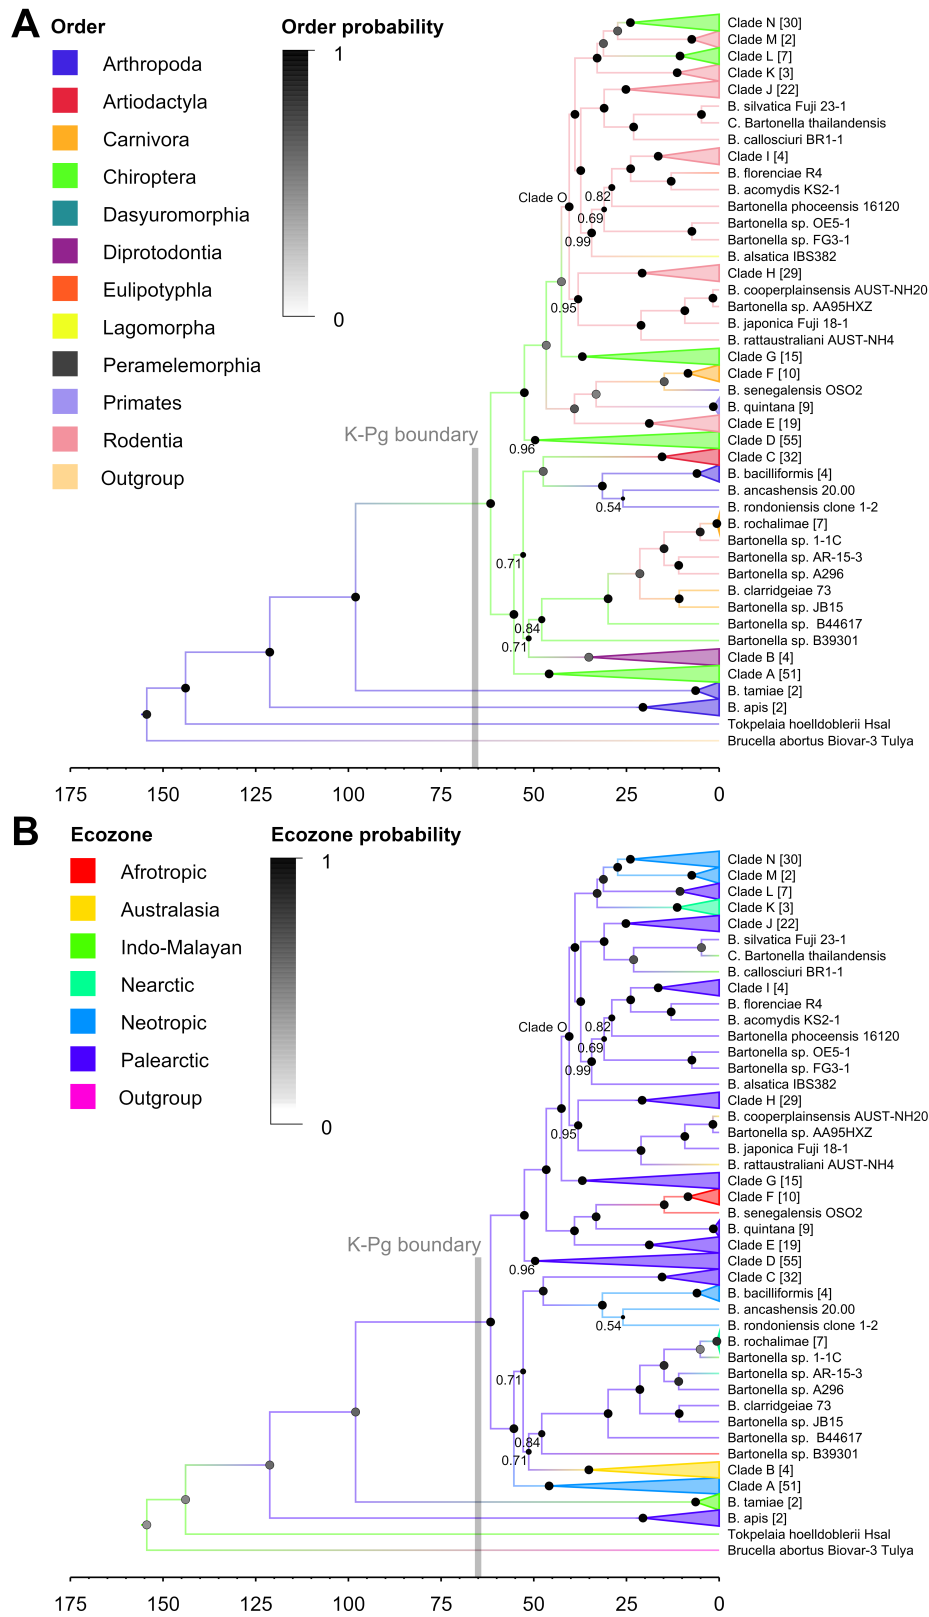 A
Order
Order probability
Arthropoda
Artiodactyla
Carnivora
Chiroptera
Dasyuromorphia
Diprotodontia
Eulipotyphla
Lagomorpha
Peramelemorphia
Primates
Rodentia
Outgroup
1
0
K-Pg boundary
Clade O
0.82
0.69
0.99
0.95
0.96
0.54
0.71
0.84
0.71
Clade N [30]
Clade M [2]
Clade L [7]
Clade K [3]
Clade J [22]
B. silvatica Fuji 23-1
C. Bartonella thailandensis
B. callosciuri BR1-1
Clade I [4]
B. florenciae R4
B. acomydis KS2-1
Bartonella phoceensis 16120
Bartonella sp. OE5-1
Bartonella sp. FG3-1
B. alsatica IBS382
Clade H [29]
B. cooperplainsensis AUST-NH20
Bartonella sp. AA95HXZ
B. japonica Fuji 18-1
B. rattaustraliani AUST-NH4
Clade G [15]
Clade F [10]
B. senegalensis OSO2
B. quintana [9]
Clade E [19]
Clade D [55]
Clade C [32]
B. bacilliformis [4]
B. ancashensis 20.00
B. rondoniensis clone 1-2
B. rochalimae [7]
Bartonella sp. 1-1C
Bartonella sp. AR-15-3
Bartonella sp. A296
B. clarridgeiae 73
Bartonella sp. JB15
Bartonella sp. B44617
Bartonella sp. B39301
Clade B [4]
Clade A [51]
B. tamiae [2]
B. apis [2]
Tokpelaia hoelldoblerii Hsal
Brucella abortus Biovar-3 Tulya
175 150 125 100 75 50 25 0
B
Ecozone
Ecozone probability
Afrotropic
Australasia
Indo-Malayan
Nearctic
Neotropic
Palearctic
Outgroup
1
0
K-Pg boundary
Clade O
0.82
0.69
0.99
0.95
0.96
0.54
0.71
0.84
0.71
Clade N [30]
Clade M [2]
Clade L [7]
Clade K [3]
Clade J [22]
B. silvatica Fuji 23-1
C. Bartonella thailandensis
B. callosciuri BR1-1
Clade I [4]
B. florenciae R4
B. acomydis KS2-1
Bartonella phoceensis 16120
Bartonella sp. OE5-1
Bartonella sp. FG3-1
B. alsatica IBS382
Clade H [29]
B. cooperplainsensis AUST-NH20
Bartonella sp. AA95HXZ
B. japonica Fuji 18-1
B. rattaustraliani AUST-NH4
Clade G [15]
Clade F [10]
B. senegalensis OSO2
B. quintana [9]
Clade E [19]
Clade D [55]
Clade C [32]
B. bacilliformis [4]
B. ancashensis 20.00
B. rondoniensis clone 1-2
B. rochalimae [7]
Bartonella sp. 1-1C
Bartonella sp. AR-15-3
Bartonella sp. A296
B. clarridgeiae 73
Bartonella sp. JB15
Bartonella sp. B44617
Bartonella sp. B39301
Clade B [4]
Clade A [51]
B. tamiae [2]
B. apis [2]
Tokpelaia hoelldoblerii Hsal
Brucella abortus Biovar-3 Tulya
175 150 125 100 75 50 25 0